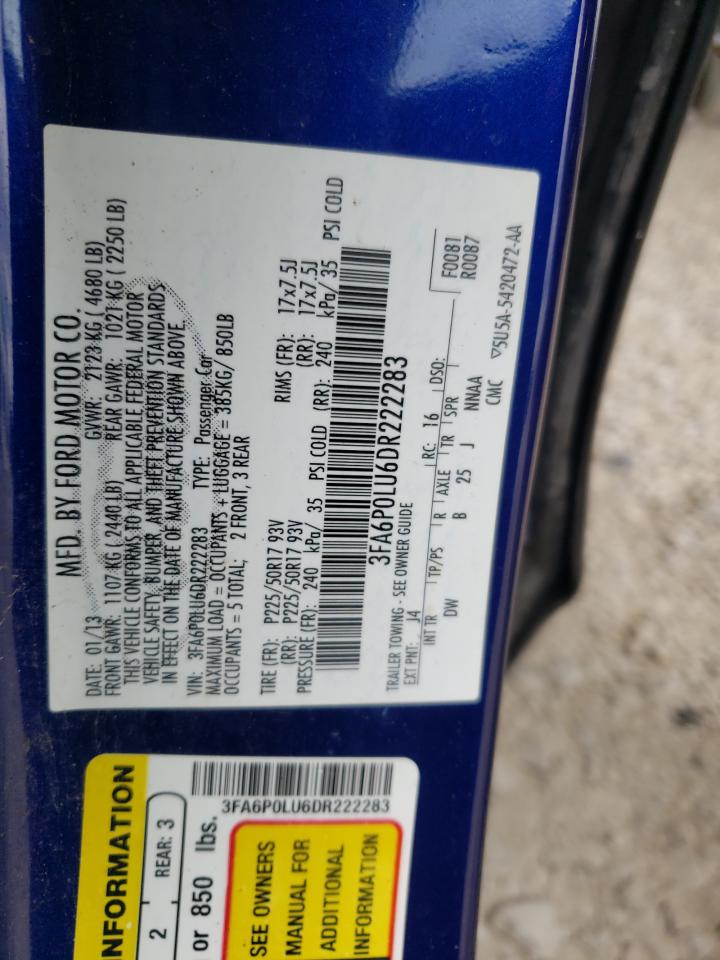 MFD. BY FORD MOTOR CO.
DATE: 01/13 GVWR: 2123 KG ( 4680 LB)
FRONT GAWR: 1107 KG ( 2440 LB) REAR GAWR: 1021 KG ( 2250 LB)
THIS VEHICLE CONFORMS TO ALL APPLICABLE FEDERAL MOTOR
VEHICLE SAFETY, BUMPER, AND THEFT PREVENTION STANDARDS
IN EFFECT ON THE DATE OF MANUFACTURE SHOWN ABOVE.
VIN: 3FA6P0LU6DR222283 TYPE: Passenger Car
MAXIMUM LOAD = OCCUPANTS + LUGGAGE = 385KG/ 850LB
OCCUPANTS = 5 TOTAL; 2 FRONT, 3 REAR
TIRE (FR): P225/50R17 93V RIMS (FR): 17x7.5J
(RR): P225/50R17 93V (RR): 17x7.5J
PRESSURE (FR): 240 kPa/ 35 PSI COLD (RR): 240 kPa/ 35 PSI COLD
3FA6P0LU6DR222283
TRAILER TOWING - SEE OWNER GUIDE
EXT PNT: J4 RC: 16 DSO: F0081
R0087
INT TR TP/PS R AXLE TR SPR
DW B 25 J NNAA
CMC ▽5U5A-5420472-AA
NFORMATION
2 REAR: 3
or 850 lbs.
3FA6P0LU6DR222283
SEE OWNERS
MANUAL FOR
ADDITIONAL
INFORMATION